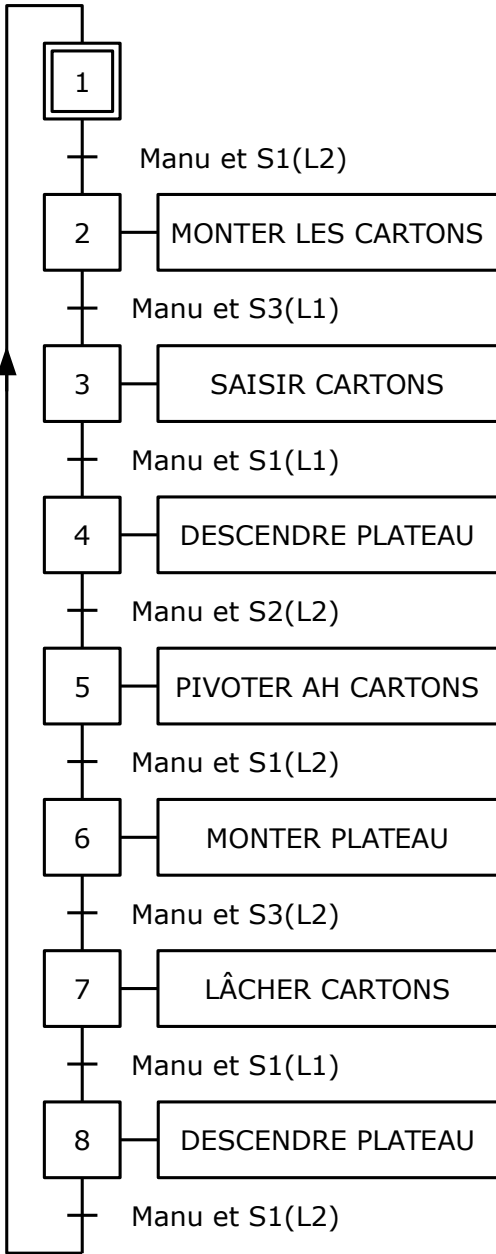 1
Manu et S1(L2)
2 MONTER LES CARTONS
Manu et S3(L1)
3 SAISIR CARTONS
Manu et S1(L1)
4 DESCENDRE PLATEAU
Manu et S2(L2)
5 PIVOTER AH CARTONS
Manu et S1(L2)
6 MONTER PLATEAU
Manu et S3(L2)
7 LÂCHER CARTONS
Manu et S1(L1)
8 DESCENDRE PLATEAU
Manu et S1(L2)